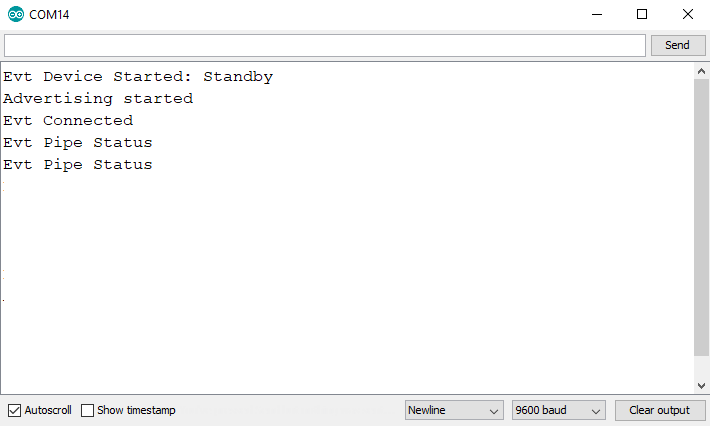 COM14
Send
Evt Device Started: Standby
Advertising started
Evt Connected
Evt Pipe Status
Evt Pipe Status
Autoscroll
Show timestamp
Newline
9600 baud
Clear output